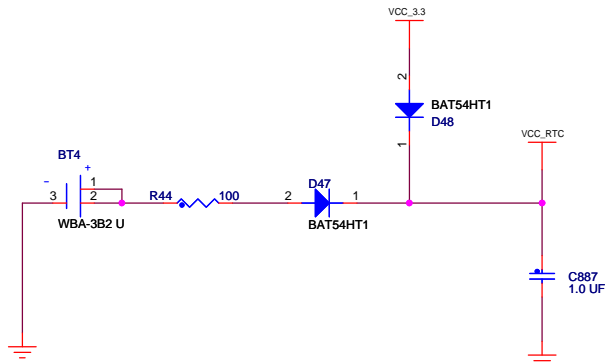 VCC_3.3
2
BAT54HT1
D48
1
VCC_RTC
BT4
- +
3 1
2
WBA-3B2 U
R44 100
2 D47 1
BAT54HT1
C887
1.0 UF